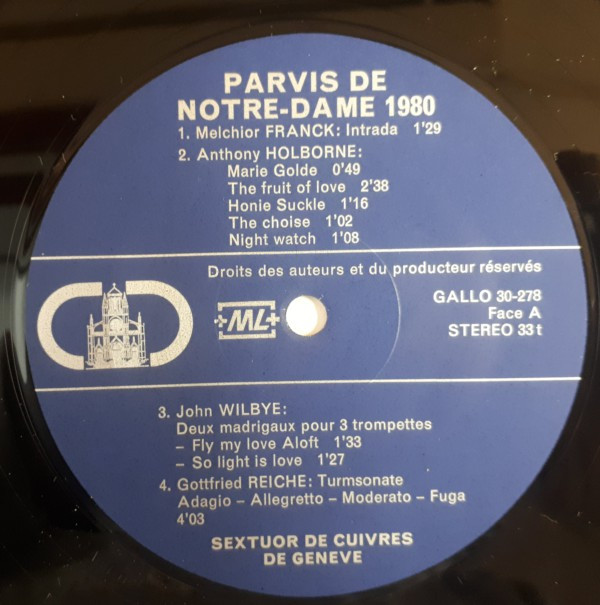 PARVIS DE
NOTRE-DAME 1980
1. Melchior FRANCK: Intrada 1'29
2. Anthony HOLBORNE:
Marie Golde 0'49
The fruit of love 2'38
Honie Suckle 1'16
The choise 1'02
Night watch 1'08
Droits des auteurs et du producteur réservés
+ML+
GALLO 30-278
Face A
STEREO 33 t
3. John WILBYE:
Deux madrigaux pour 3 trompettes
– Fly my love Aloft 1'33
– So light is love 1'27
4. Gottfried REICHE: Turmsonate
Adagio – Allegretto – Moderato – Fuga
4'03
SEXTUOR DE CUIVRES
DE GENEVE